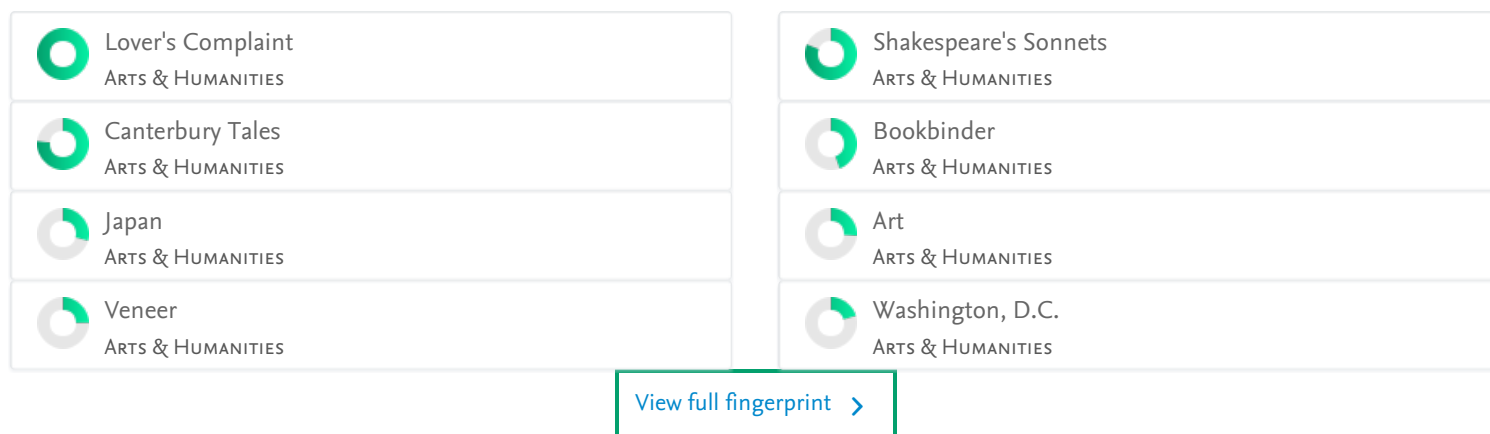 Lover's Complaint
Arts & Humanities
Shakespeare's Sonnets
Arts & Humanities
Canterbury Tales
Arts & Humanities
Bookbinder
Arts & Humanities
Japan
Arts & Humanities
Art
Arts & Humanities
Veneer
Arts & Humanities
Washington, D.C.
Arts & Humanities
View full fingerprint